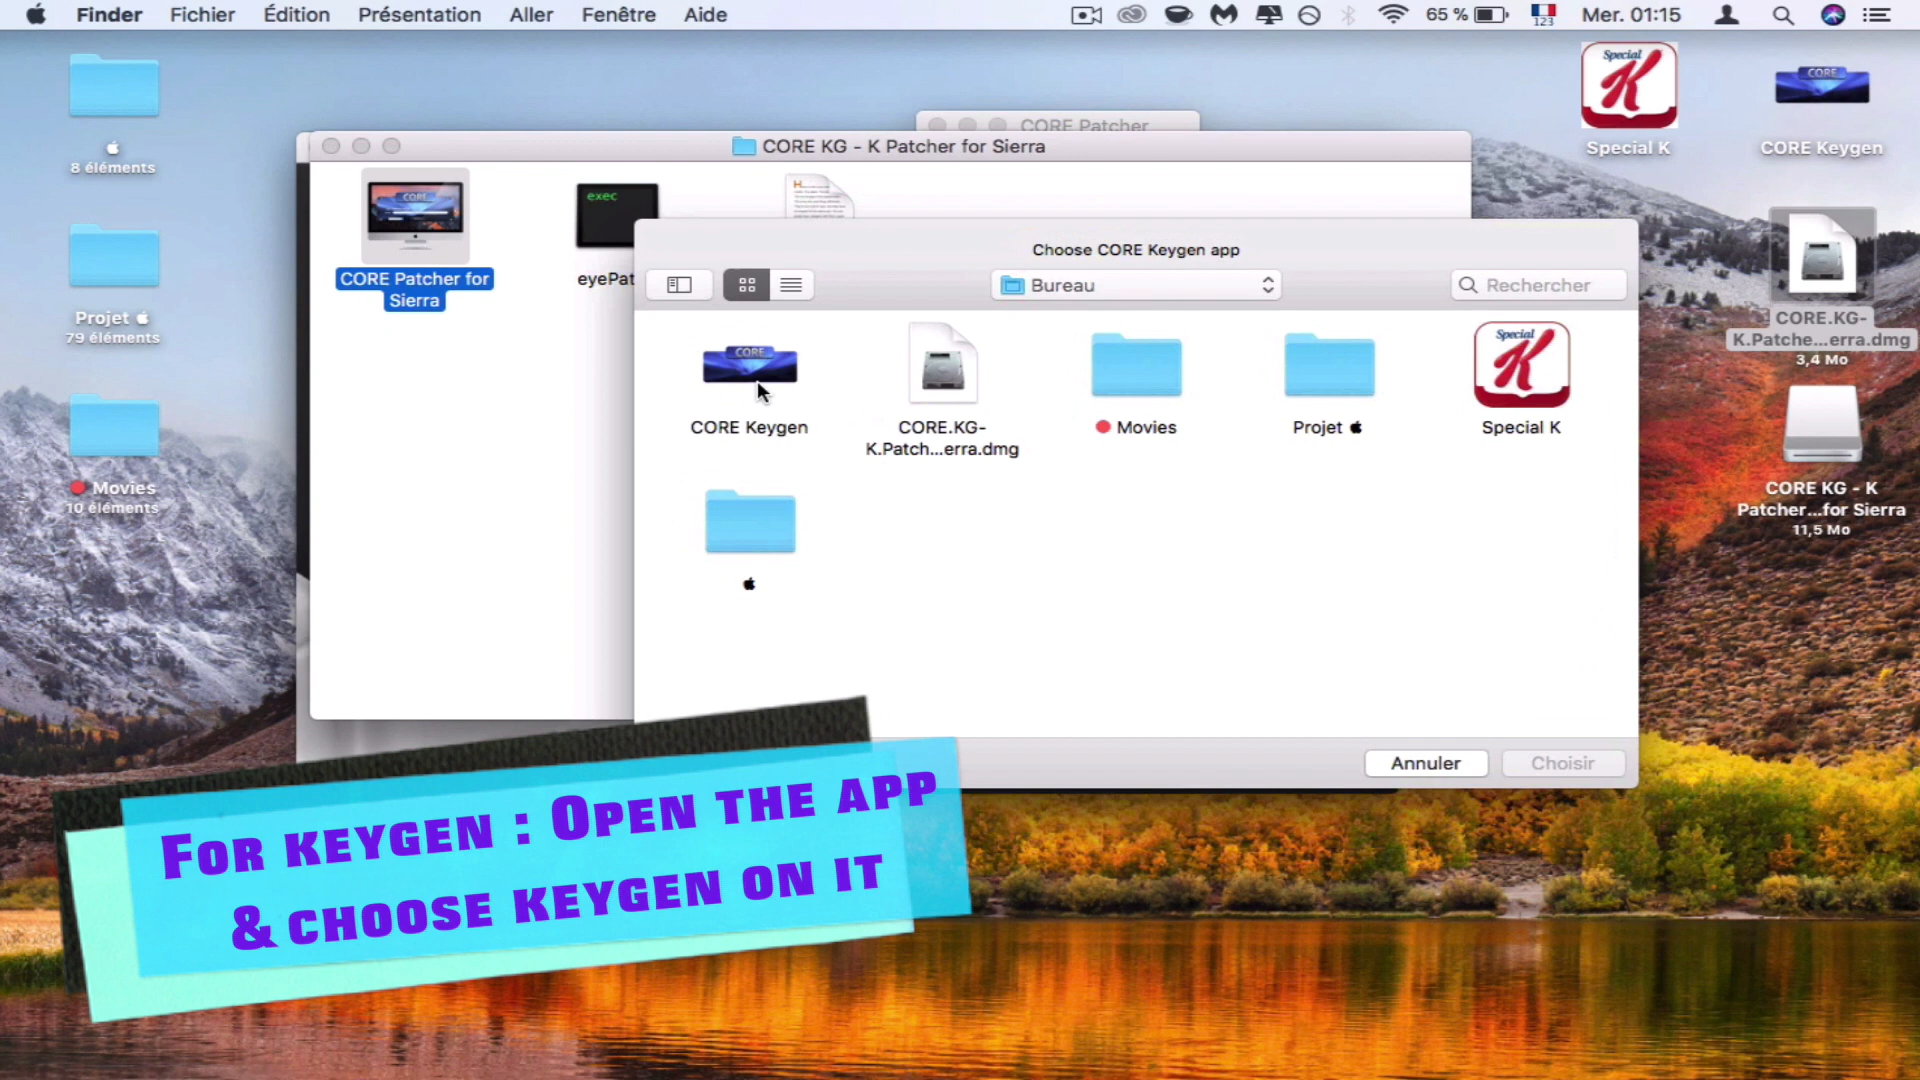 Finder Fichier Édition Présentation Aller Fenêtre Aide 65 % 123 Mer. 01:15
8 éléments
Projet
79 éléments
Movies
10 éléments
CORE Patcher
CORE KG - K Patcher for Sierra
CORE
CORE Patcher for
Sierra
exec
eyePat
H
Choose CORE Keygen app
Bureau
Rechercher
CORE
CORE Keygen
CORE.KG-
K.Patch...erra.dmg
Movies
Projet
Special
K
Special K
Annuler
Choisir
Special
K
Special K
CORE
CORE Keygen
CORE.KG-
K.Patche...erra.dmg
3,4 Mo
CORE KG - K
Patcher...for Sierra
11,5 Mo
For keygen : Open the app
& choose keygen on it